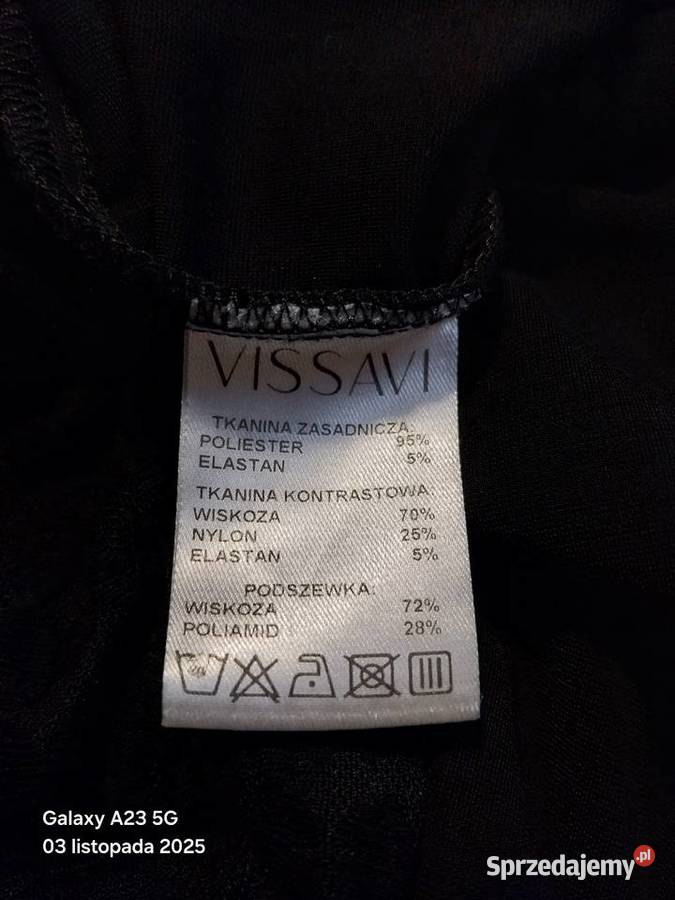 VISSAVI
TKANINA ZASADNICZA:
POLIESTER 95%
ELASTAN 5%
TKANINA KONTRASTOWA:
WISKOZA 70%
NYLON 25%
ELASTAN 5%
PODSZEWKA:
WISKOZA 72%
POLIAMID 28%
Galaxy A23 5G
03 listopada 2025
Sprzedajemy.pl